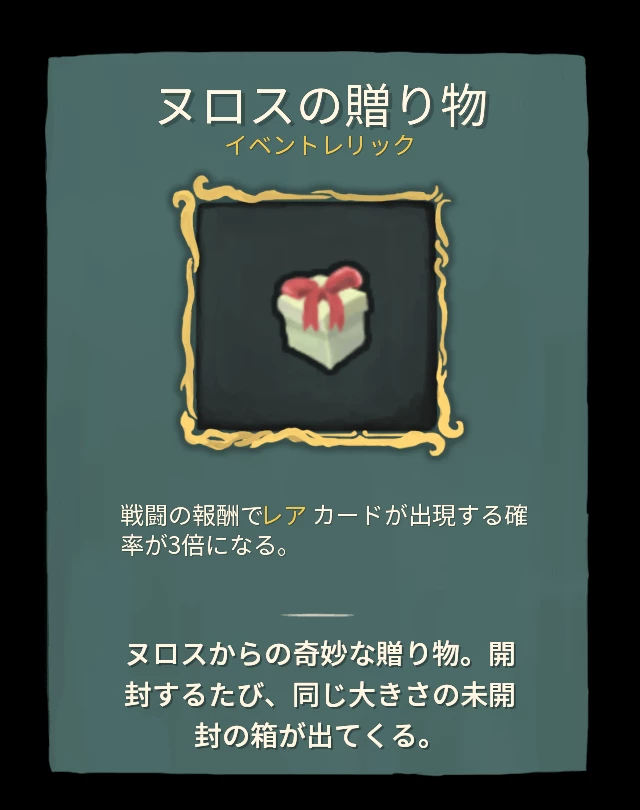 ヌロスの贈り物
イベントレリック
戦闘の報酬でレア カードが出現する確
率が3倍になる。
ヌロスからの奇妙な贈り物。開
封するたび、同じ大きさの未開
封の箱が出てくる。